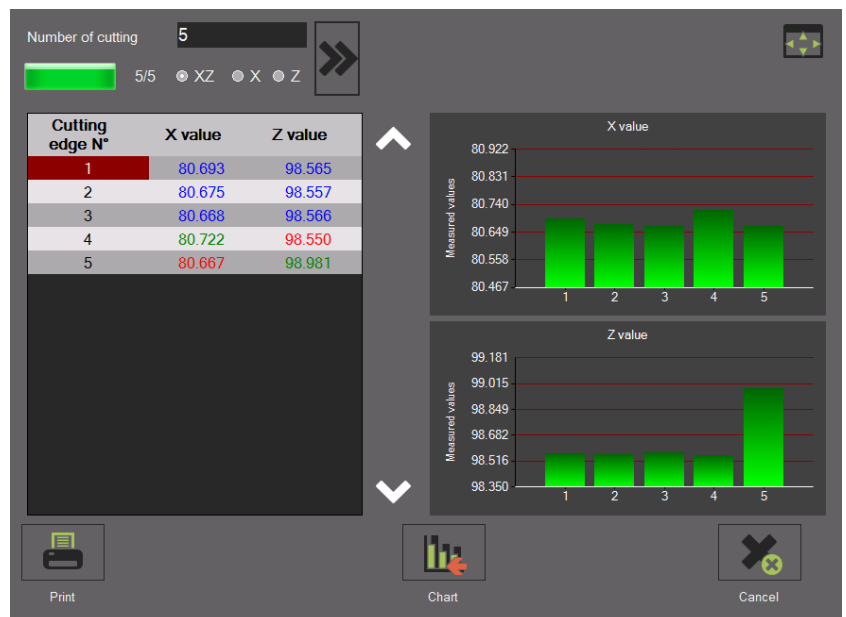 Number of cutting 5
5/5 XZ X Z
Cutting edge N° X value Z value
1 80.693 98.565
2 80.675 98.557
3 80.668 98.566
4 80.722 98.550
5 80.667 98.981
X value
Measured values
80.922
80.831
80.740
80.649
80.558
80.467
1 2 3 4 5
Z value
Measured values
99.181
99.015
98.849
98.682
98.516
98.350
1 2 3 4 5
Print Chart Cancel